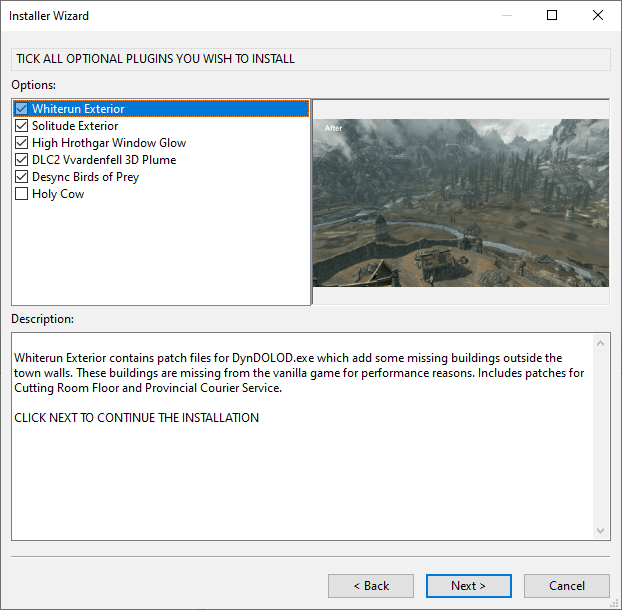 Installer Wizard
TICK ALL OPTIONAL PLUGINS YOU WISH TO INSTALL
Options:
Whiterun Exterior
Solitude Exterior
High Hrothgar Window Glow
DLC2 Vvardenfell 3D Plume
Desync Birds of Prey
Holy Cow
After
Description:
Whiterun Exterior contains patch files for DynDOLOD.exe which add some missing buildings outside the
town walls. These buildings are missing from the vanilla game for performance reasons. Includes patches for
Cutting Room Floor and Provincial Courier Service.
CLICK NEXT TO CONTINUE THE INSTALLATION
< Back
Next >
Cancel